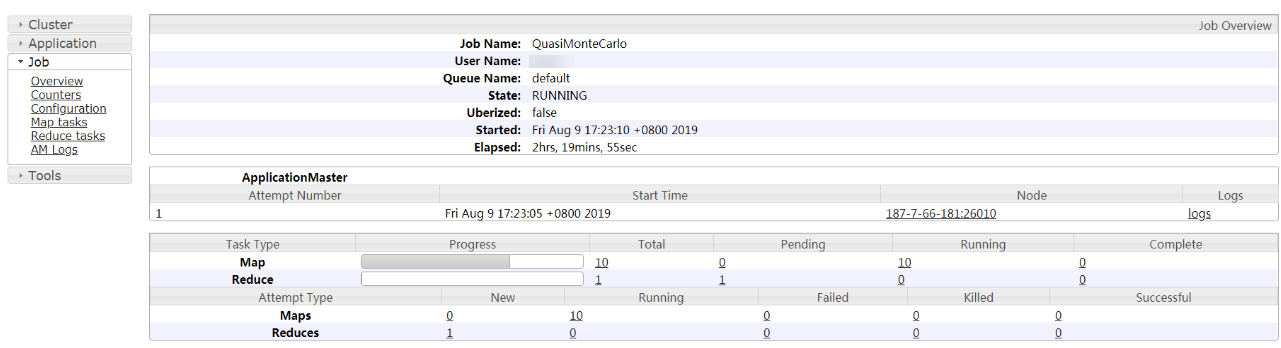 Cluster
Application
Job
Overview
Counters
Configuration
Map tasks
Reduce tasks
AM Logs
Tools
Job Overview
Job Name: QuasiMonteCarlo
User Name:
Queue Name: default
State: RUNNING
Uberized: false
Started: Fri Aug 9 17:23:10 +0800 2019
Elapsed: 2hrs, 19mins, 55sec
ApplicationMaster
Attempt Number Start Time Node Logs
1 Fri Aug 9 17:23:05 +0800 2019 187-7-66-181:26010 logs
Task Type Progress Total Pending Running Complete
Map 10 0 10 0
Reduce 1 1 0 0
Attempt Type New Running Failed Killed Successful
Maps 0 10 0 0 0
Reduces 1 0 0 0 0